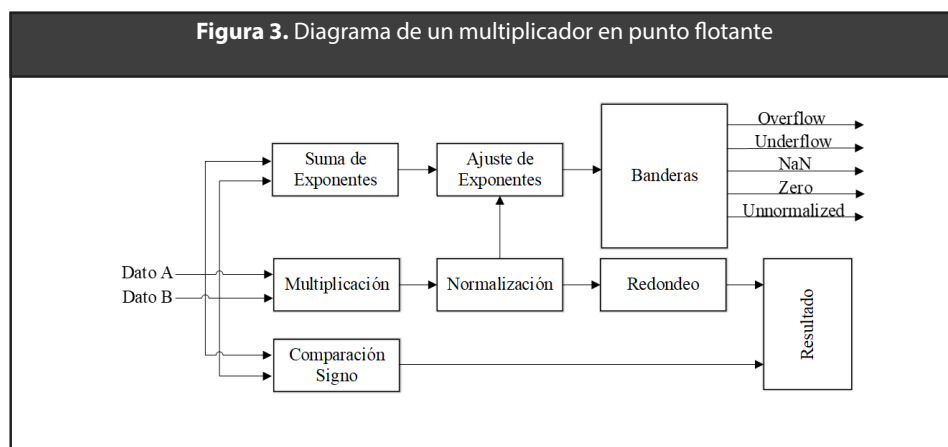 Figura 3. Diagrama de un multiplicador en punto flotante
Suma de
Exponentes
Ajuste de
Exponentes
Banderas
Overflow
Underflow
NaN
Zero
Unnormalized
Dato A
Dato B
Multiplicación
Normalización
Redondeo
Resultado
Comparación
Signo